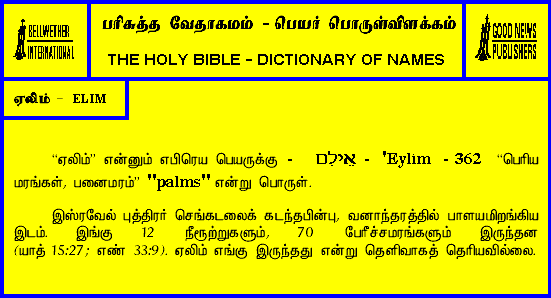 BELLWETHER
INTERNATIONAL
பரிசுத்த வேதாகமம் - பெயர் பொருள்விளக்கம்
THE HOLY BIBLE - DICTIONARY OF NAMES
GOOD NEWS
PUBLISHERS
ஏலிம் - ELIM
“ஏலிம்” என்னும் எபிரெய பெயருக்கு - אֵילִם - 'Eylim - 362 “பெரிய
மரங்கள், பனைமரம்” "palms" என்று பொருள்.
இஸ்ரவேல் புத்திரர் செங்கடலைக் கடந்தபின்பு, வனாந்தரத்தில் பாளயமிறங்கிய
இடம். இங்கு 12 நீரூற்றுகளும், 70 பேரீச்சமரங்களும் இருந்தன
(யாத் 15:27; எண் 33:9). ஏலிம் எங்கு இருந்தது என்று தெளிவாகத் தெரியவில்லை.